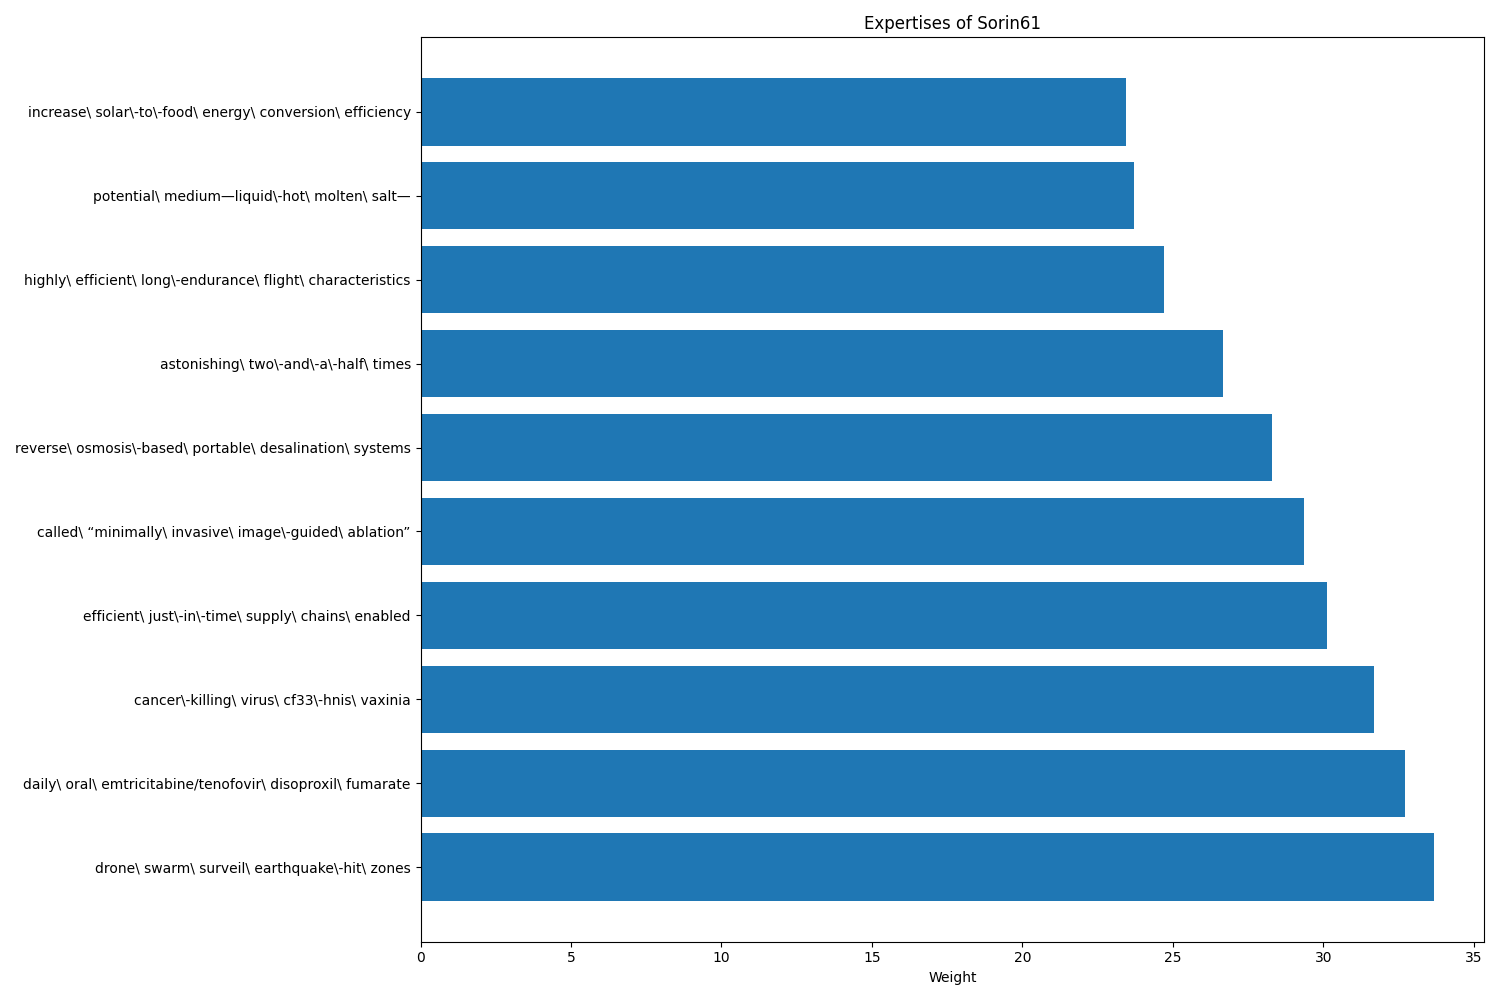 Expertises of Sorin61
increase\ solar\-to\-food\ energy\ conversion\ efficiency
potential\ medium—liquid\-hot\ molten\ salt—
highly\ efficient\ long\-endurance\ flight\ characteristics
astonishing\ two\-and\-a\-half\ times
reverse\ osmosis\-based\ portable\ desalination\ systems
called\ “minimally\ invasive\ image\-guided\ ablation”
efficient\ just\-in\-time\ supply\ chains\ enabled
cancer\-killing\ virus\ cf33\-hnis\ vaxinia
daily\ oral\ emtricitabine/tenofovir\ disoproxil\ fumarate
drone\ swarm\ surveil\ earthquake\-hit\ zones
0 5 10 15 20 25 30 35
Weight